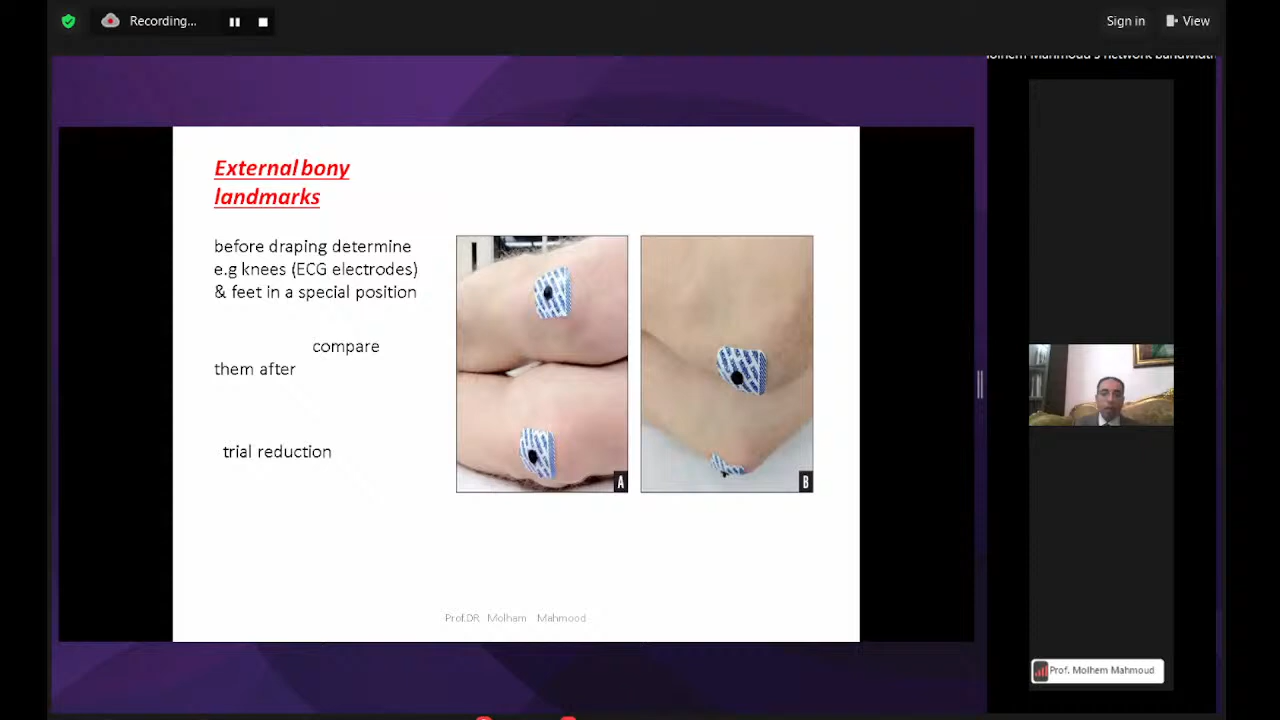 Recording...
Sign in
View
External bony
landmarks
before draping determine
e.g knees (ECG electrodes)
& feet in a special position
compare
them after
trial reduction
A
B
Prof.DR Molham Mahmood
Prof. Molhem Mahmoud